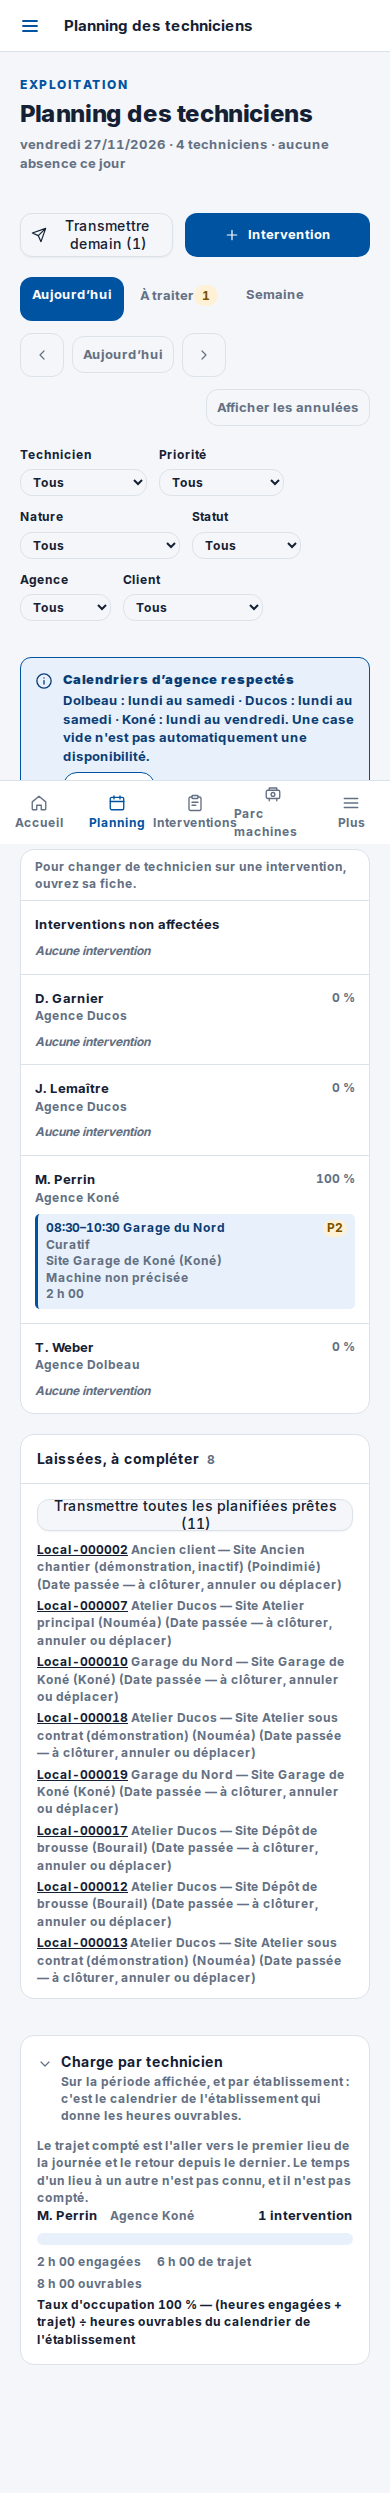 Planning des techniciens
EXPLOITATION
Planning des techniciens
vendredi 27/11/2026 · 4 techniciens · aucune
absence ce jour
Transmettre
demain (1)
Intervention
Aujourd’hui
À traiter 1
Semaine
Aujourd’hui
Afficher les annulées
Technicien
Priorité
Tous
Tous
Nature
Statut
Tous
Tous
Agence
Client
Tous
Tous
Calendriers d’agence respectés
Dolbeau : lundi au samedi · Ducos : lundi au
samedi · Koné : lundi au vendredi. Une case
vide n'est pas automatiquement une
disponibilité.
Accueil
Planning
Interventions
Parc
machines
Plus
Pour changer de technicien sur une intervention,
ouvrez sa fiche.
Interventions non affectées
Aucune intervention
D. Garnier
0 %
Agence Ducos
Aucune intervention
J. Lemaître
0 %
Agence Ducos
Aucune intervention
M. Perrin
100 %
Agence Koné
08:30–10:30 Garage du Nord
P2
Curatif
Site Garage de Koné (Koné)
Machine non précisée
2 h 00
T. Weber
0 %
Agence Dolbeau
Aucune intervention
Laissées, à compléter 8
Transmettre toutes les planifiées prêtes
(11)
Local-000002 Ancien client — Site Ancien
chantier (démonstration, inactif) (Poindimié)
(Date passée — à clôturer, annuler ou déplacer)
Local-000007 Atelier Ducos — Site Atelier
principal (Nouméa) (Date passée — à clôturer,
annuler ou déplacer)
Local-000010 Garage du Nord — Site Garage de
Koné (Koné) (Date passée — à clôturer, annuler
ou déplacer)
Local-000018 Atelier Ducos — Site Atelier sous
contrat (démonstration) (Nouméa) (Date passée
— à clôturer, annuler ou déplacer)
Local-000019 Garage du Nord — Site Garage de
Koné (Koné) (Date passée — à clôturer, annuler
ou déplacer)
Local-000017 Atelier Ducos — Site Dépôt de
brousse (Bourail) (Date passée — à clôturer,
annuler ou déplacer)
Local-000012 Atelier Ducos — Site Dépôt de
brousse (Bourail) (Date passée — à clôturer,
annuler ou déplacer)
Local-000013 Atelier Ducos — Site Atelier sous
contrat (démonstration) (Nouméa) (Date passée
— à clôturer, annuler ou déplacer)
Charge par technicien
Sur la période affichée, et par établissement :
c'est le calendrier de l'établissement qui
donne les heures ouvrables.
Le trajet compté est l'aller vers le premier lieu de
la journée et le retour depuis le dernier. Le temps
d'un lieu à un autre n'est pas connu, et il n'est pas
compté.
M. Perrin Agence Koné
1 intervention
2 h 00 engagées
6 h 00 de trajet
8 h 00 ouvrables
Taux d'occupation 100 % — (heures engagées +
trajet) ÷ heures ouvrables du calendrier de
l'établissement